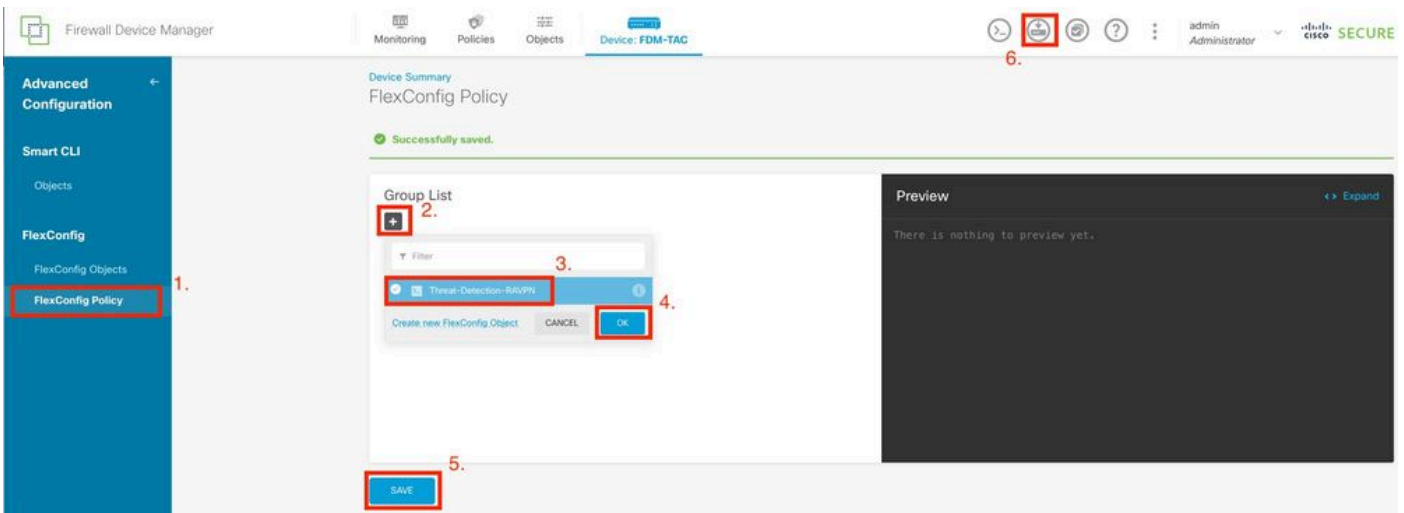 Firewall Device Manager
Monitoring
Policies
Objects
Device: FDM-TAC
admin
Administrator
cisco SECURE
6.
Advanced
Configuration
Smart CLI
Objects
FlexConfig
FlexConfig Objects
FlexConfig Policy
1.
Device Summary
FlexConfig Policy
Successfully saved.
Group List
2.
+
Filter
3.
Threat-Detection-RAVPN
4.
Create new FlexConfig Object
CANCEL
OK
5.
SAVE
Preview
Expand
There is nothing to preview yet.